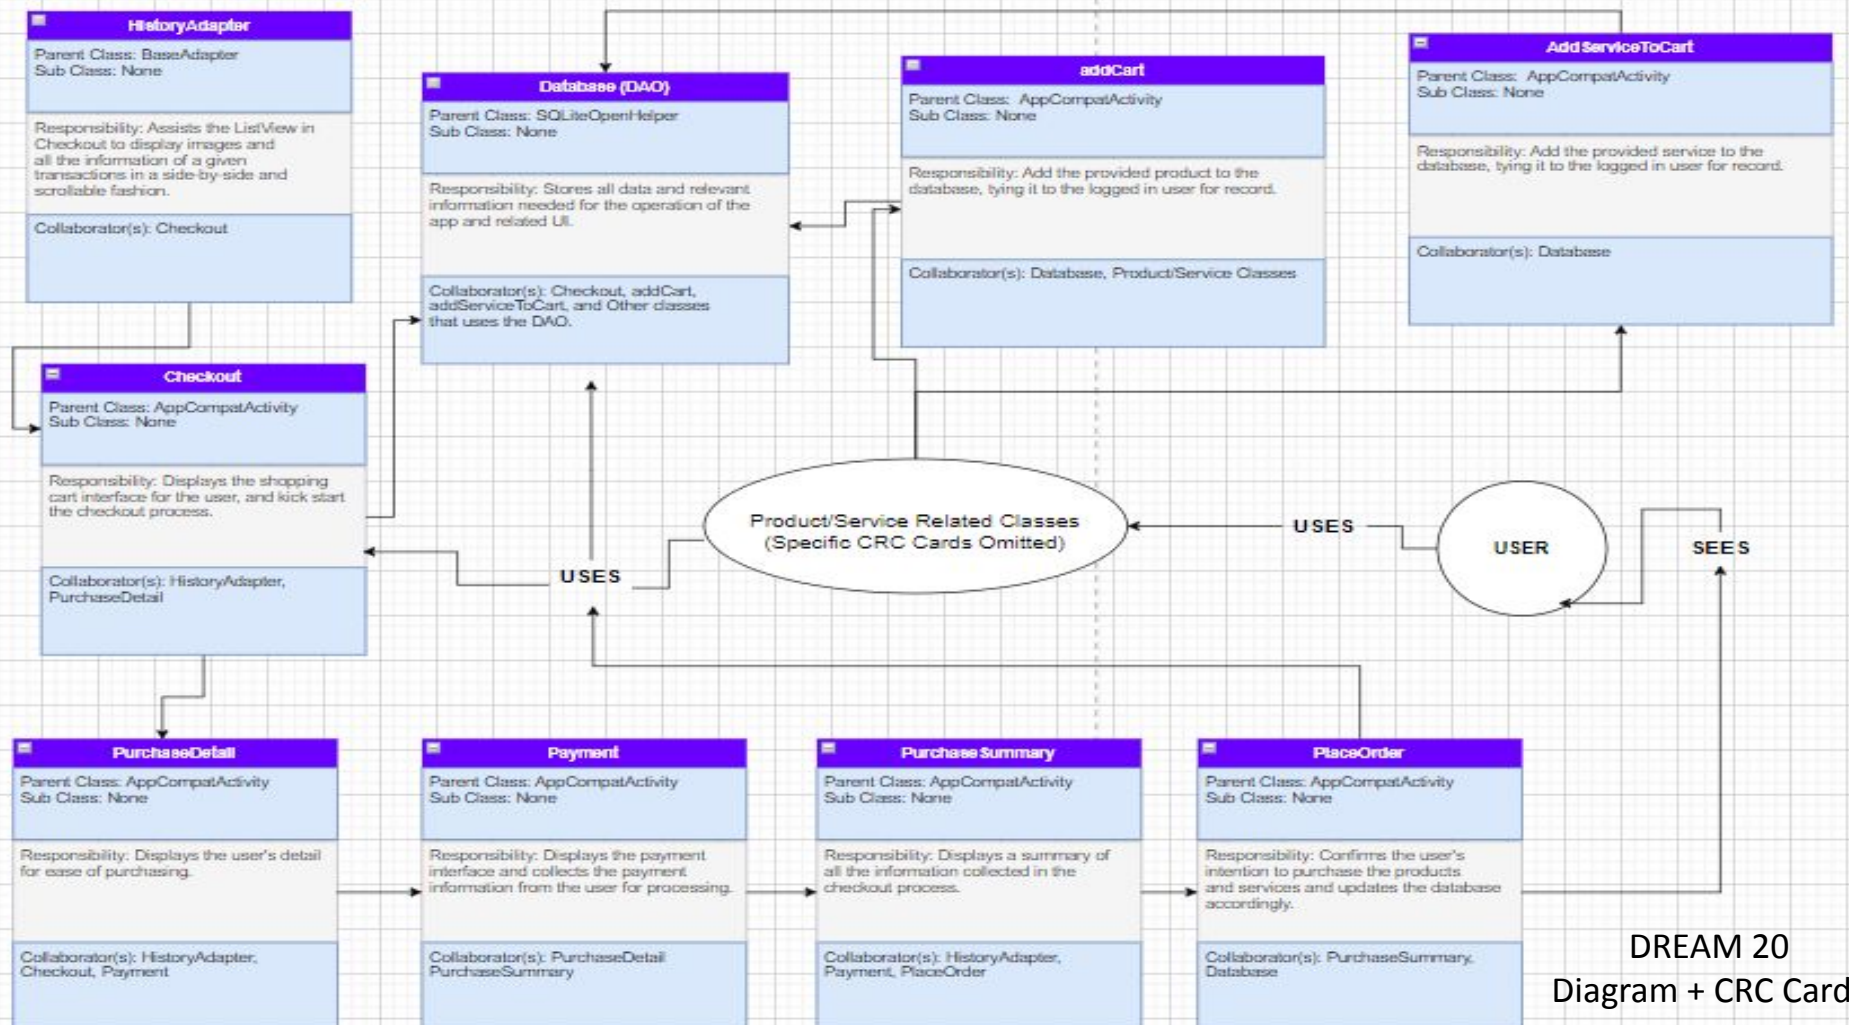 HistoryAdapter
Parent Class: BaseAdapter
Sub Class: None
Responsibility: Assists the ListView in
Checkout to display images and
all the information of a given
transactions in a side-by-side and
scrollable fashion.
Collaborator(s): Checkout
Database (DAO)
Parent Class: SQLiteOpenHelper
Sub Class: None
Responsibility: Stores all data and relevant
information needed for the operation of the
app and related UI.
Collaborator(s): Checkout, addCart,
addServiceToCart, and Other classes
that uses the DAO.
addCart
Parent Class: AppCompatActivity
Sub Class: None
Responsibility: Add the provided product to the
database, tying it to the logged in user for record.
Collaborator(s): Database, Product/Service Classes
AddServiceToCart
Parent Class: AppCompatActivity
Sub Class: None
Responsibility: Add the provided service to the
database, tying it to the logged in user for record.
Collaborator(s): Database
Checkout
Parent Class: AppCompatActivity
Sub Class: None
Responsibility: Displays the shopping
cart interface for the user, and kick start
the checkout process.
Collaborator(s): HistoryAdapter,
PurchaseDetail
USES
Product/Service Related Classes
(Specific CRC Cards Omitted)
USES
USER
SEES
PurchaseDetail
Parent Class: AppCompatActivity
Sub Class: None
Responsibility: Displays the user's detail
for ease of purchasing.
Collaborator(s): HistoryAdapter,
Checkout, Payment
Payment
Parent Class: AppCompatActivity
Sub Class: None
Responsibility: Displays the payment
interface and collects the payment
information from the user for processing.
Collaborator(s): PurchaseDetail
PurchaseSummary
PurchaseSummary
Parent Class: AppCompatActivity
Sub Class: None
Responsibility: Displays a summary of
all the information collected in the
checkout process.
Collaborator(s): HistoryAdapter,
Payment, PlaceOrder
PlaceOrder
Parent Class: AppCompatActivity
Sub Class: None
Responsibility: Confirms the user's
intention to purchase the products
and services and updates the database
accordingly.
Collaborator(s): PurchaseSummary,
Database
DREAM 20
Diagram + CRC Card